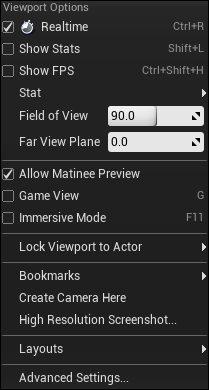 Viewport Options
Realtime Ctrl+R
Show Stats Shift+L
Show FPS Ctrl+Shift+H
Stat
Field of View 90.0
Far View Plane 0.0
Allow Matinee Preview
Game View G
Immersive Mode F11
Lock Viewport to Actor
Bookmarks
Create Camera Here
High Resolution Screenshot...
Layouts
Advanced Settings...